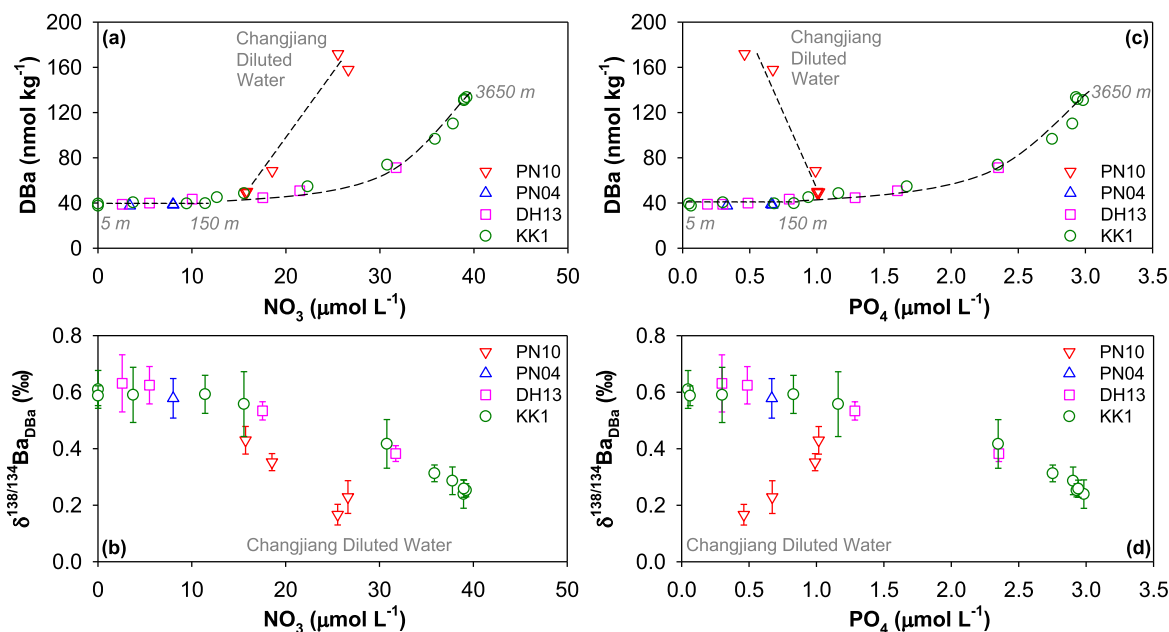 (a)
DBa (nmol kg⁻¹)
200
160
120
80
40
0
Changjiang
Diluted
Water
3650 m
5 m
150 m
PN10
PN04
DH13
KK1
0 10 20 30 40 50
NO₃ (μmol L⁻¹)
(c)
DBa (nmol kg⁻¹)
200
160
120
80
40
0
Changjiang
Diluted
Water
3650 m
5 m
150 m
PN10
PN04
DH13
KK1
0.0 0.5 1.0 1.5 2.0 2.5 3.0 3.5
PO₄ (μmol L⁻¹)
(b)
δ¹³⁸/¹³⁴Ba_DBa (‰)
0.8
0.6
0.4
0.2
0.0
PN10
PN04
DH13
KK1
Changjiang Diluted Water
0 10 20 30 40 50
NO₃ (μmol L⁻¹)
(d)
δ¹³⁸/¹³⁴Ba_DBa (‰)
0.8
0.6
0.4
0.2
0.0
PN10
PN04
DH13
KK1
Changjiang Diluted Water
0.0 0.5 1.0 1.5 2.0 2.5 3.0 3.5
PO₄ (μmol L⁻¹)